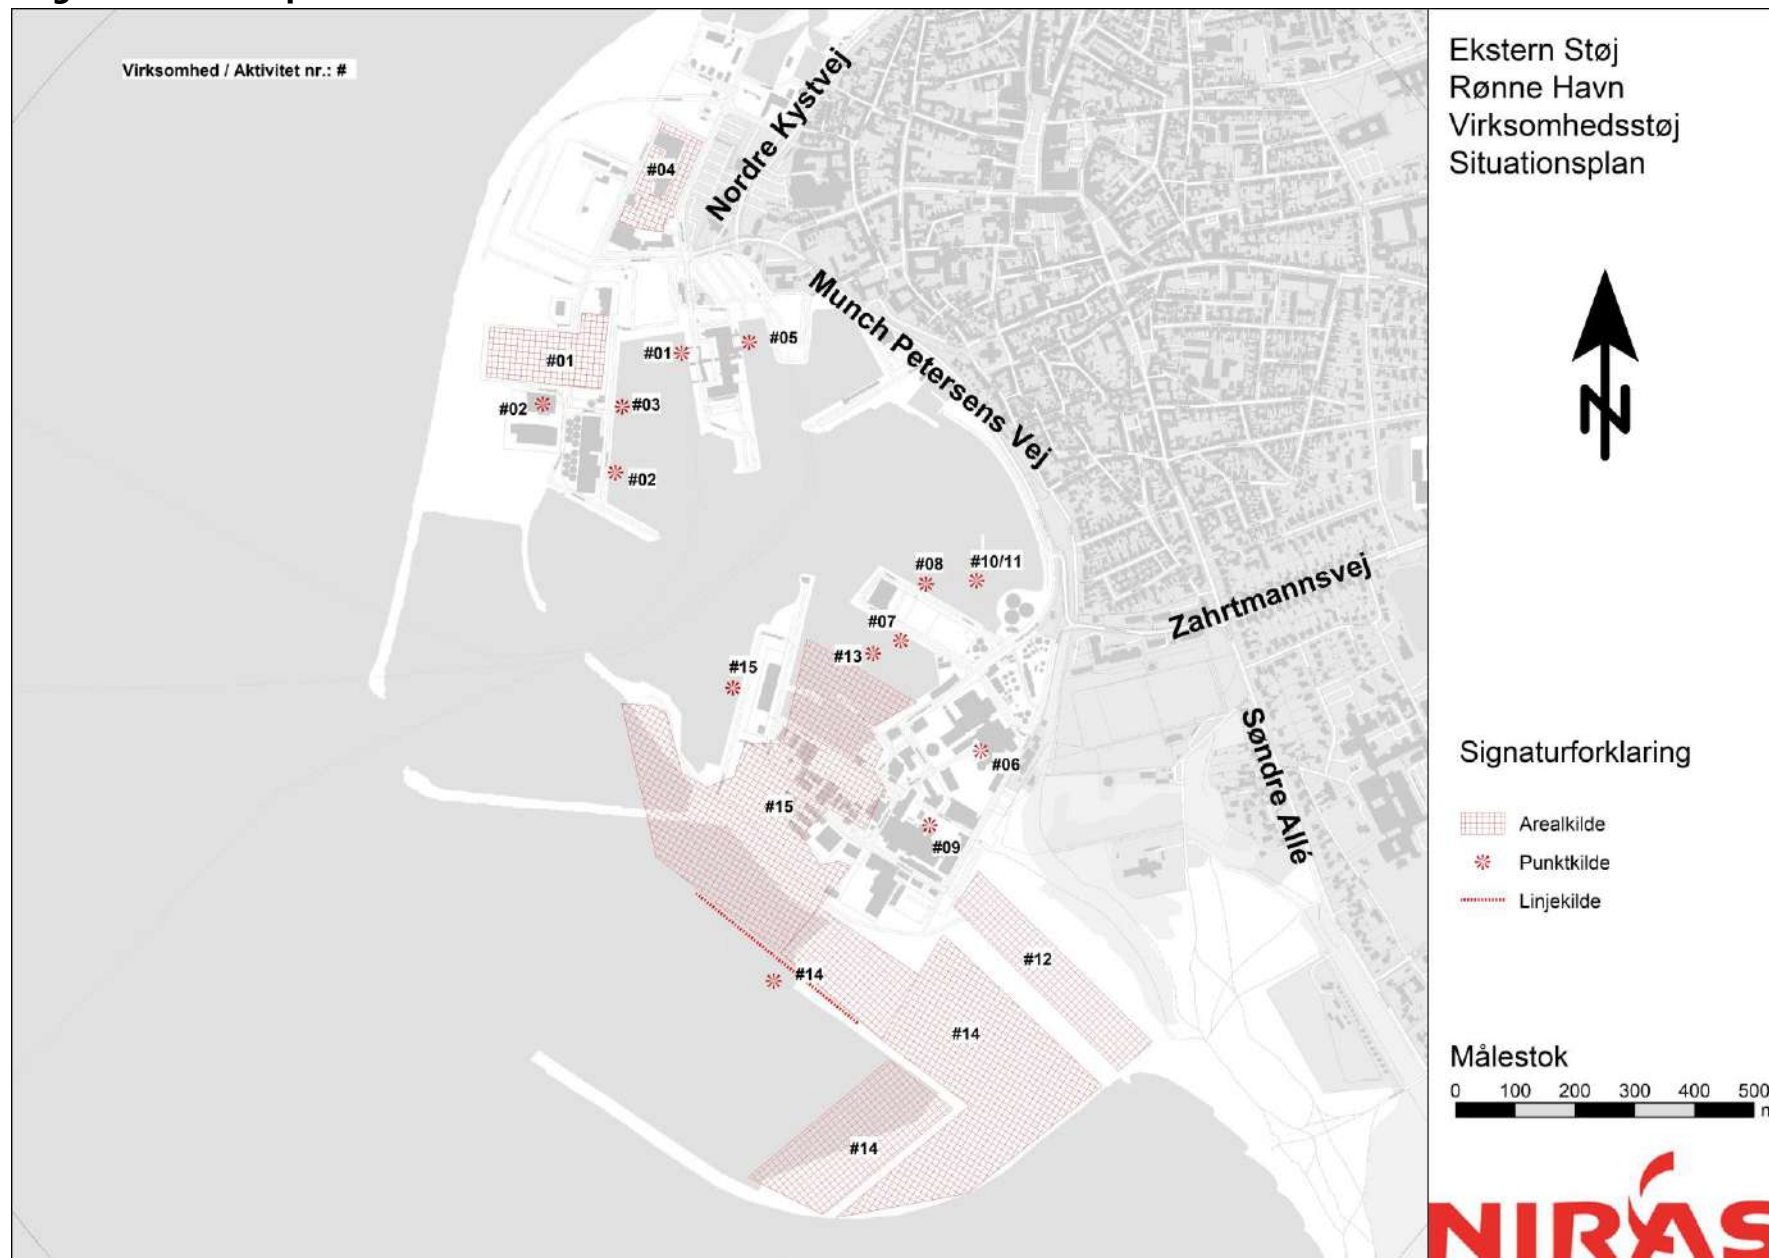 Virksomhed / Aktivitet nr.: #
Nordre Kystvej
#04
Munch Petersens Vej
#01
#01
#05
#02
#03
#02
#08
#10/11
#07
#13
#15
Zahrtmannsvej
#06
#15
#09
Søndre Allé
#12
#14
#14
#14
Ekstern Støj
Rønne Havn
Virksomhedsstøj
Situationsplan
N
Signaturforklaring
Arealkilde
Punktkilde
Linjekilde
Målestok
0 100 200 300 400 500
NIRAS